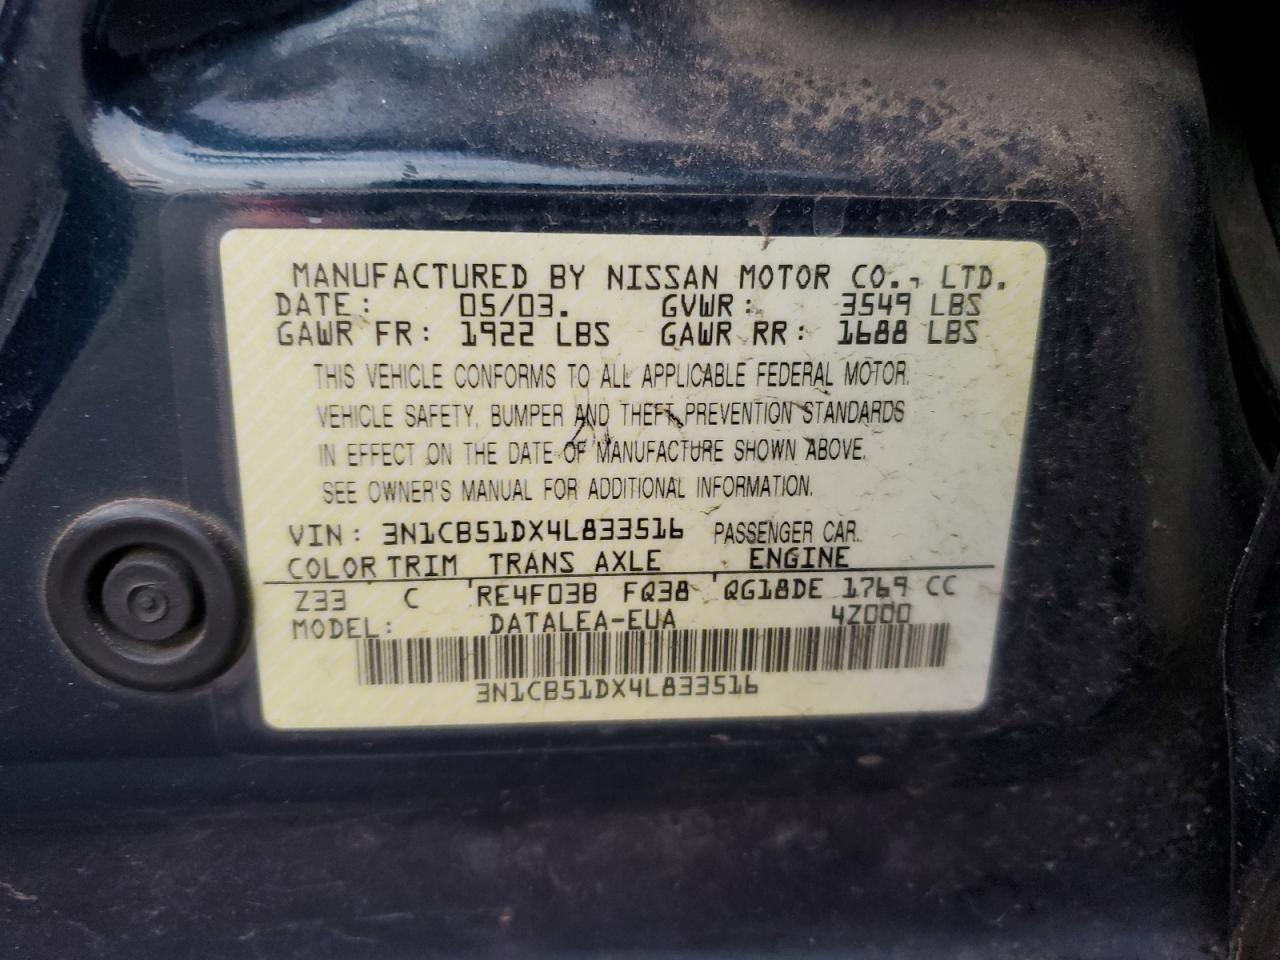 MANUFACTURED BY NISSAN MOTOR CO., LTD.
DATE: 05/03. GVWR: 3549 LBS
GAWR FR: 1922 LBS GAWR RR: 1688 LBS
THIS VEHICLE CONFORMS TO ALL APPLICABLE FEDERAL MOTOR.
VEHICLE SAFETY, BUMPER AND THEFT PREVENTION STANDARDS
IN EFFECT ON THE DATE OF MANUFACTURE SHOWN ABOVE.
SEE OWNER'S MANUAL FOR ADDITIONAL INFORMATION.
VIN: 3N1CB51DX4L833516 PASSENGER CAR.
COLOR TRIM TRANS AXLE ENGINE
Z33 C RE4F03B FQ38 QG18DE 1769 CC
MODEL: DATALEA-EUA 4Z000
3N1CB51DX4L833516